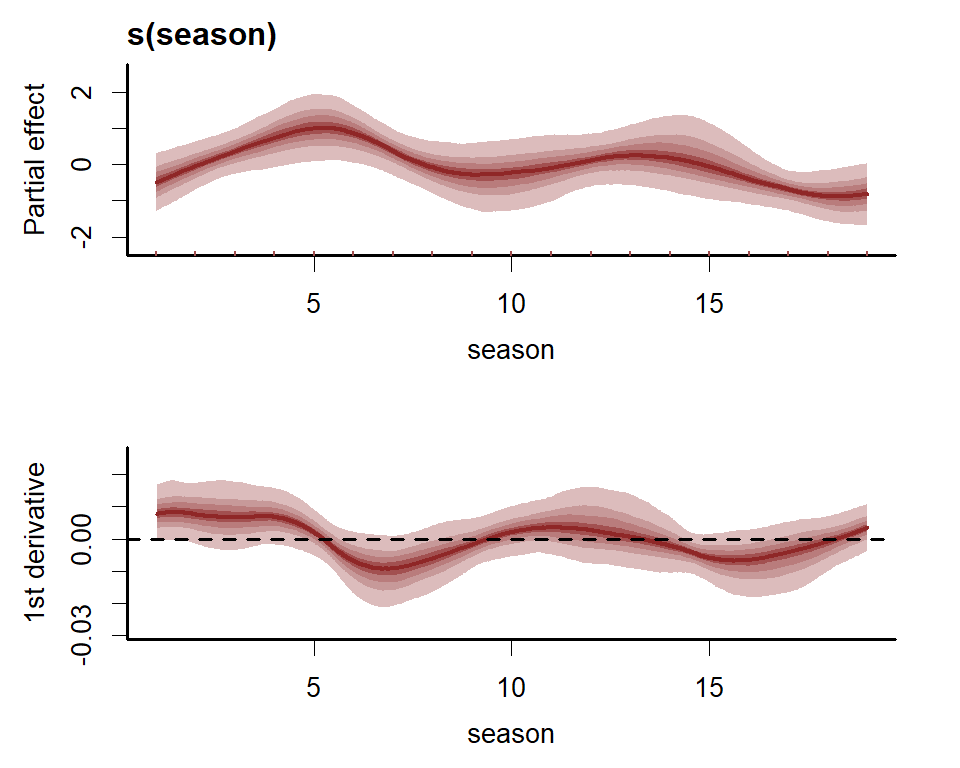 s(season)
Partial effect
2
0
-2
5 10 15
season
1st derivative
0.00
-0.03
5 10 15
season